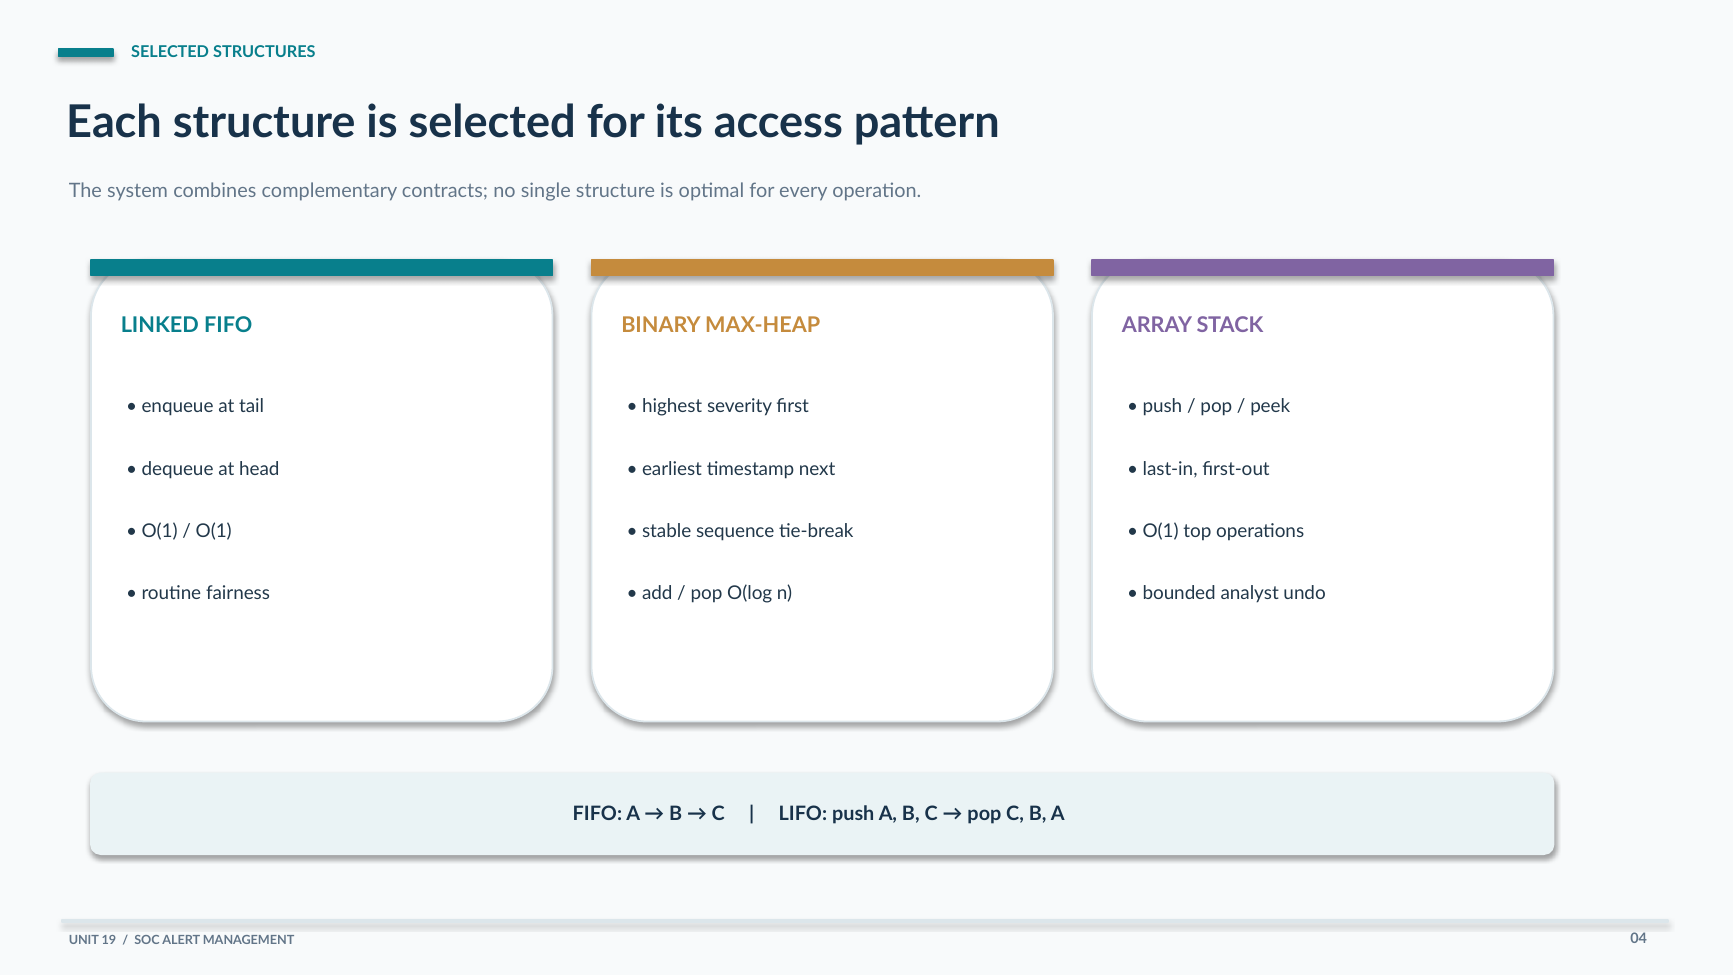 SELECTED STRUCTURES
Each structure is selected for its access pattern
The system combines complementary contracts; no single structure is optimal for every operation.
LINKED FIFO
• enqueue at tail
• dequeue at head
• O(1) / O(1)
• routine fairness
BINARY MAX-HEAP
• highest severity first
• earliest timestamp next
• stable sequence tie-break
• add / pop O(log n)
ARRAY STACK
• push / pop / peek
• last-in, first-out
• O(1) top operations
• bounded analyst undo
FIFO: A → B → C | LIFO: push A, B, C → pop C, B, A
UNIT 19 / SOC ALERT MANAGEMENT
04